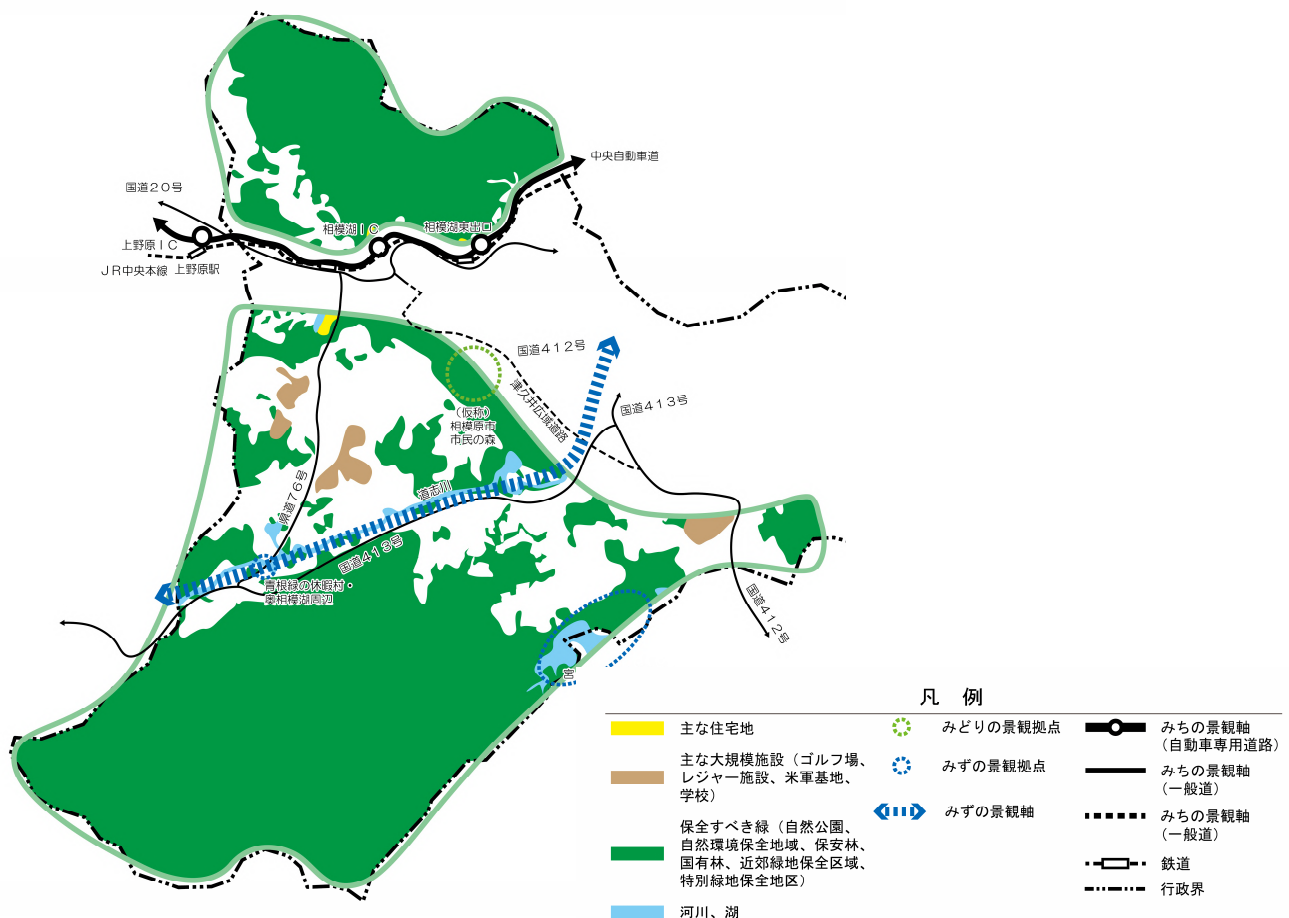 中央自動車道
国道20号
相模湖IC
相模湖東出口
上野原IC
JR中央本線
上野原駅
国道412号
津久井広域道路
国道413号
(仮称)
相模原市
市民の森
県道76号
道志川
国道413号
青根緑の休暇村・
奥相模湖周辺
国道412号
宮
凡 例
主な住宅地
主な大規模施設（ゴルフ場、
レジャー施設、米軍基地、
学校）
保全すべき緑（自然公園、
自然環境保全地域、保安林、
国有林、近郊緑地保全区域、
特別緑地保全地区）
河川、湖
みどりの景観拠点
みずの景観拠点
みずの景観軸
みちの景観軸
（自動車専用道路）
みちの景観軸
（一般道）
みちの景観軸
（一般道）
鉄道
行政界